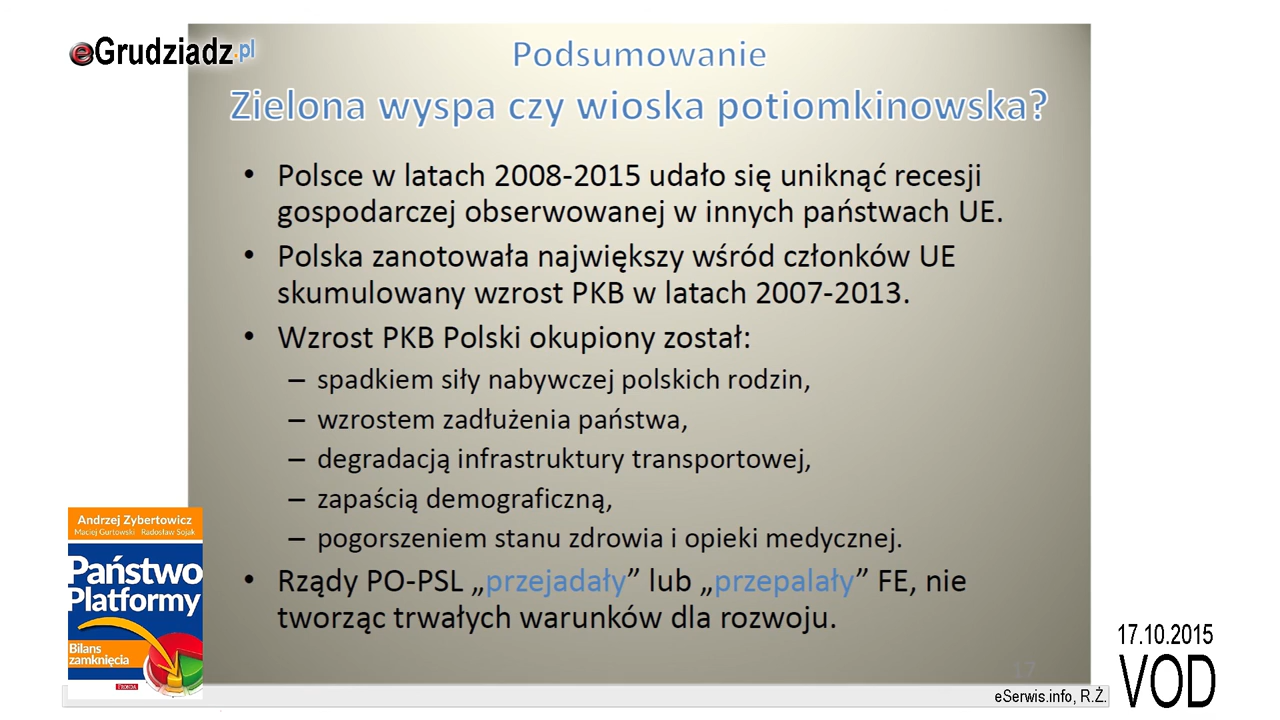 eGrudziadz.pl
Podsumowanie
Zielona wyspa czy wioska potiomkinowska?
• Polsce w latach 2008-2015 udało się uniknąć recesji
gospodarczej obserwowanej w innych państwach UE.
• Polska zanotowała największy wśród członków UE
skumulowany wzrost PKB w latach 2007-2013.
• Wzrost PKB Polski okupiony został:
– spadkiem siły nabywczej polskich rodzin,
– wzrostem zadłużenia państwa,
– degradacją infrastruktury transportowej,
– zapaścią demograficzną,
– pogorszeniem stanu zdrowia i opieki medycznej.
• Rządy PO-PSL „przejadały” lub „przepalały” FE, nie
tworząc trwałych warunków dla rozwoju.
17
Andrzej Zybertowicz
Maciej Gurtowski Radosław Sojak
Państwo
Platformy
Bilans
zamknięcia
17.10.2015
VOD
eSerwis.info, R.Ż.